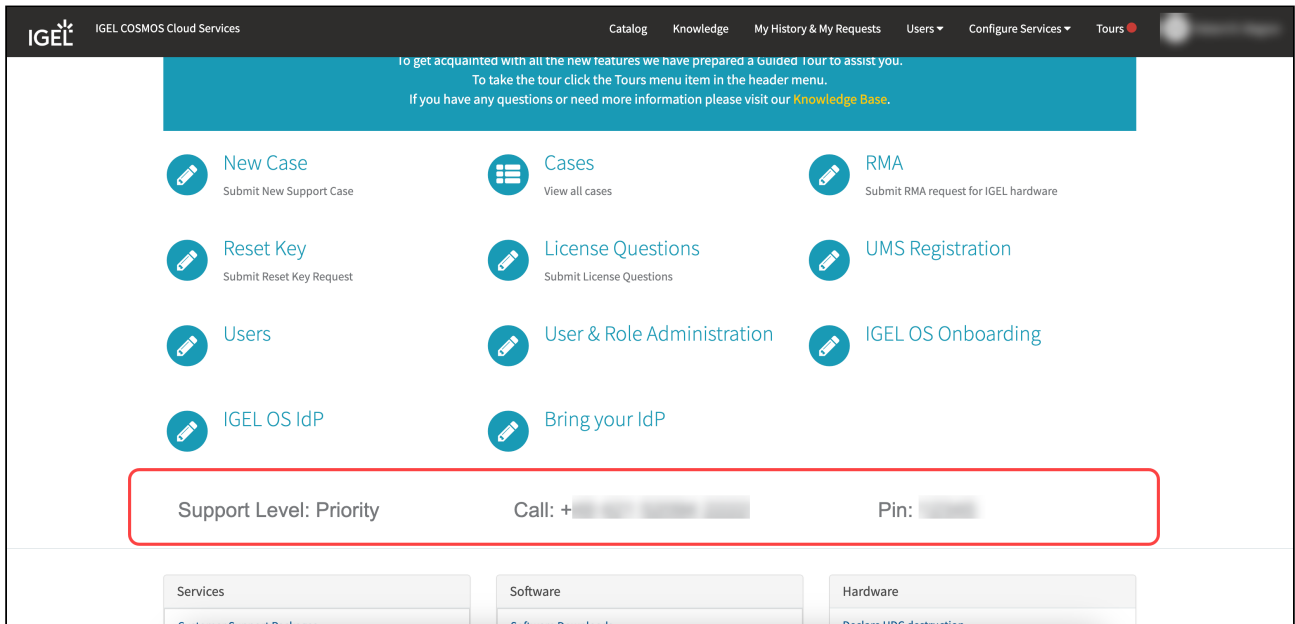 IGEL
IGEL COSMOS Cloud Services
Catalog
Knowledge
My History & My Requests
Users
Configure Services
Tours
To get acquainted with all the new features we have prepared a Guided Tour to assist you.
To take the tour click the Tours menu item in the header menu.
If you have any questions or need more information please visit our Knowledge Base.
New Case
Submit New Support Case
Cases
View all cases
RMA
Submit RMA request for IGEL hardware
Reset Key
Submit Reset Key Request
License Questions
Submit License Questions
UMS Registration
Users
User & Role Administration
IGEL OS Onboarding
IGEL OS IdP
Bring your IdP
Support Level: Priority
Call: +
Pin:
Services
Software
Hardware